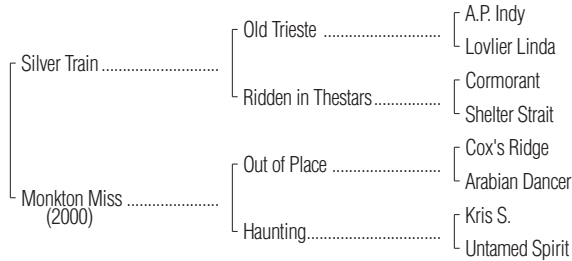 A.P. Indy
Old Trieste ........................
Lovlier Linda
Silver Train ........................
Cormorant
Ridden in Thestars ................
Shelter Strait
Cox's Ridge
Out of Place ......................
Arabian Dancer
Monkton Miss ..................
(2000)
Kris S.
Haunting ............................
Untamed Spirit